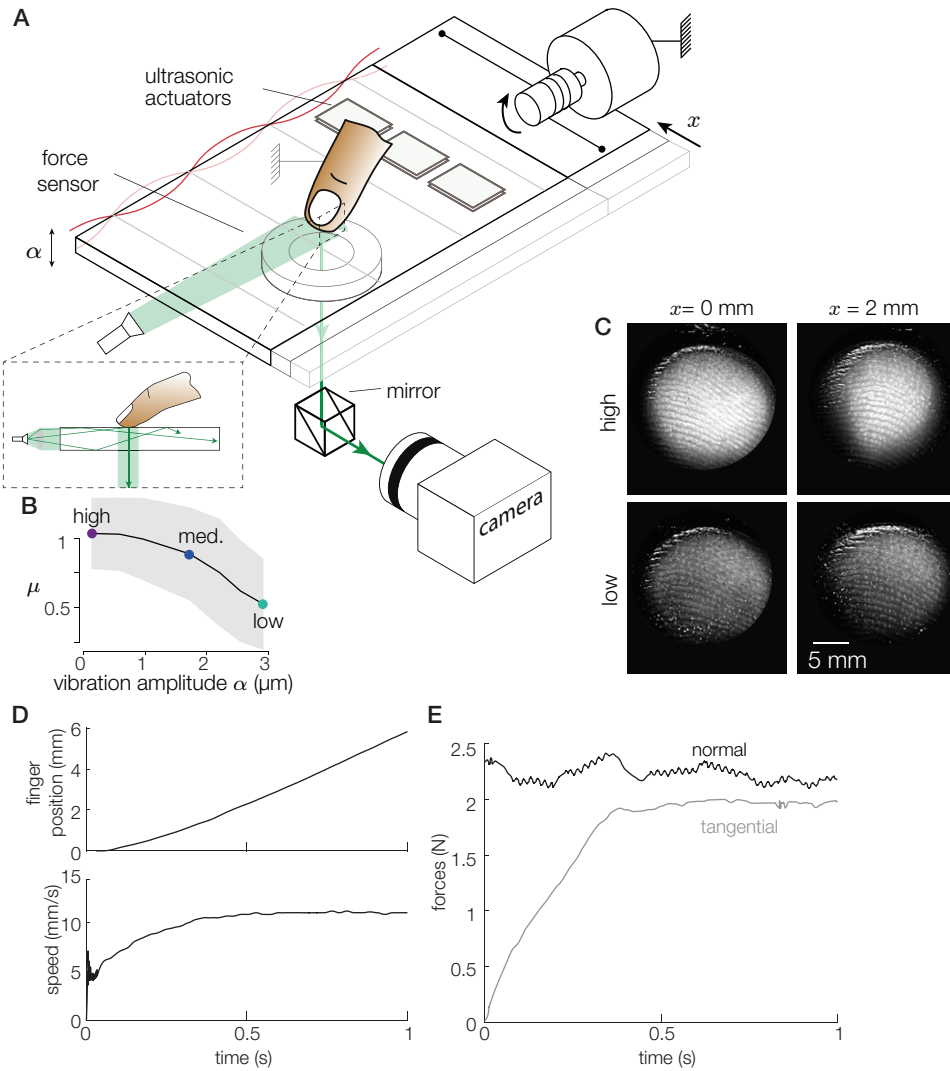 A
ultrasonic
actuators
force
sensor
α
x
mirror
camera
B
high
med.
low
1
0.5
μ
0
1
2
3
vibration amplitude α (μm)
C
x= 0 mm
x = 2 mm
high
low
5 mm
D
6
4
2
0
finger
position (mm)
15
10
5
0
speed (mm/s)
0
0.5
1
time (s)
E
2.5
2
1.5
1
0.5
0
forces (N)
normal
tangential
0
0.5
1
time (s)